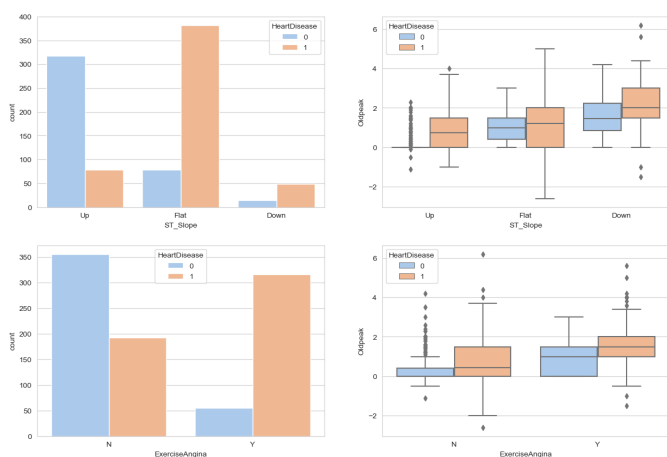 400
350
300
250
200
150
100
50
0
count
HeartDisease
0
1
Up
Flat
Down
ST_Slope
6
4
2
0
−2
Oldpeak
HeartDisease
0
1
Up
Flat
Down
ST_Slope
350
300
250
200
150
100
50
0
count
HeartDisease
0
1
N
Y
ExerciseAngina
6
4
2
0
−2
Oldpeak
HeartDisease
0
1
N
Y
ExerciseAngina